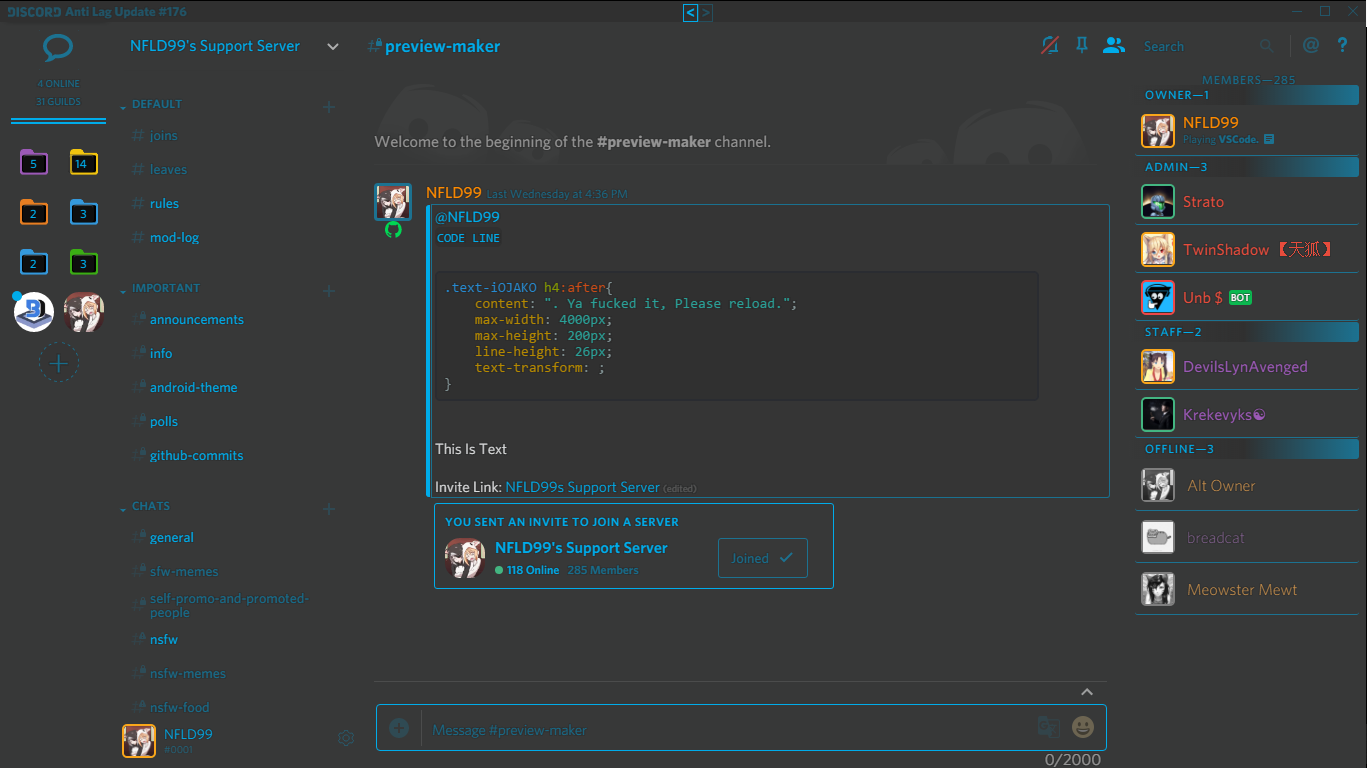 DISCORD Anti Lag Update #176
< >
4 ONLINE
31 GUILDS
5
14
2
3
2
3
NFLD99's Support Server
DEFAULT
# joins
# leaves
# rules
# mod-log
IMPORTANT
announcements
info
android-theme
polls
github-commits
CHATS
general
sfw-memes
self-promo-and-promoted-
people
nsfw
nsfw-memes
nsfw-food
NFLD99
#0001
#preview-maker
Search
@ ?
Welcome to the beginning of the #preview-maker channel.
NFLD99 Last Wednesday at 4:36 PM
@NFLD99
CODE LINE
.text-iOJAKO h4:after{
content: ". Ya fucked it, Please reload.";
max-width: 4000px;
max-height: 200px;
line-height: 26px;
text-transform: ;
}
This Is Text
Invite Link: NFLD99s Support Server (edited)
YOU SENT AN INVITE TO JOIN A SERVER
NFLD99's Support Server
118 Online 285 Members
Joined
Message #preview-maker
0/2000
MEMBERS—285
OWNER—1
NFLD99
Playing VSCode.
ADMIN—3
Strato
TwinShadow 【天狐】
Unb $ BOT
STAFF—2
DevilsLynAvenged
Krekevyks☯
OFFLINE—3
Alt Owner
breadcat
Meowster Mewt